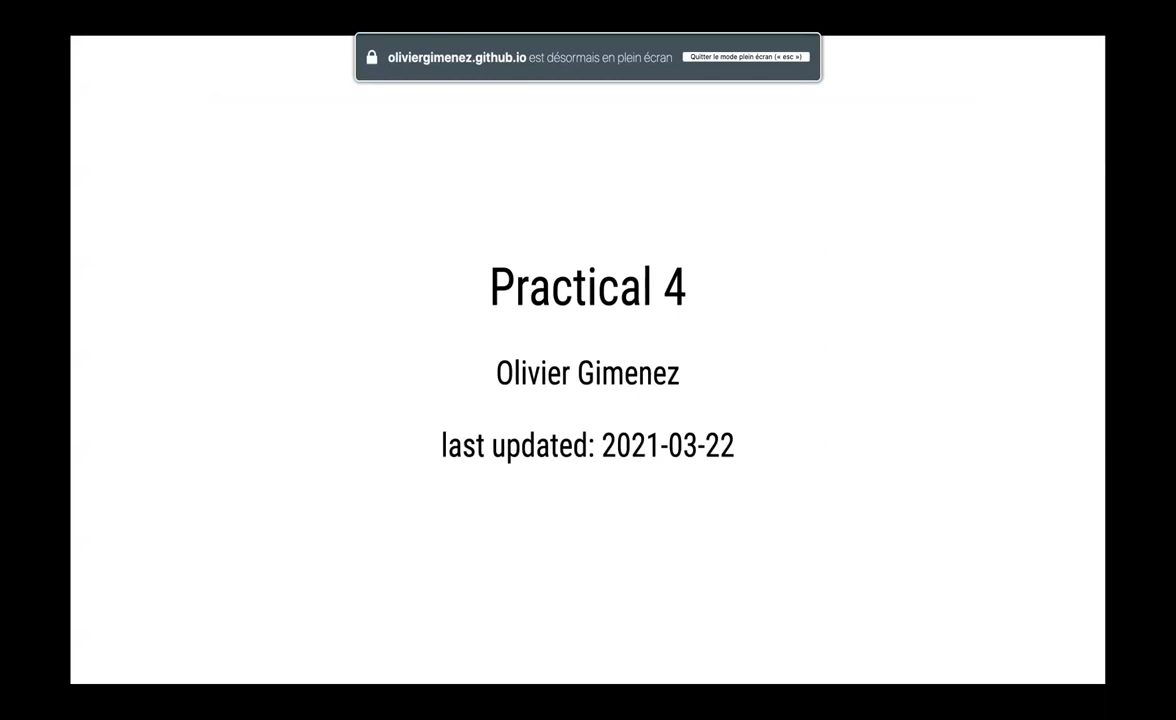 oliviergimenez.github.io est désormais en plein écran Quitter le mode plein écran (« esc »)
Practical 4
Olivier Gimenez
last updated: 2021-03-22